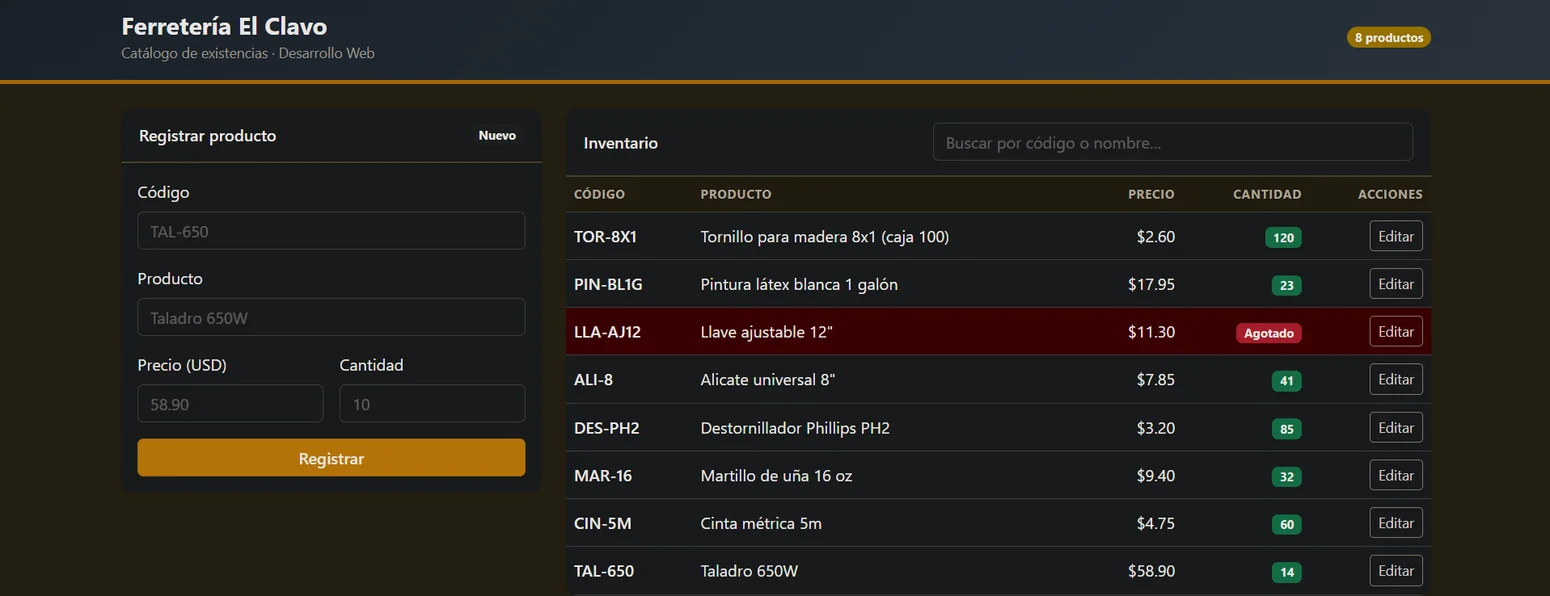 Ferretería El Clavo
Catálogo de existencias · Desarrollo Web
8 productos
Registrar producto
Nuevo
Código
TAL-650
Producto
Taladro 650W
Precio (USD) Cantidad
58.90 10
Registrar
Inventario
Buscar por código o nombre...
CÓDIGO PRODUCTO PRECIO CANTIDAD ACCIONES
TOR-8X1 Tornillo para madera 8x1 (caja 100) $2.60 120 Editar
PIN-BL1G Pintura látex blanca 1 galón $17.95 23 Editar
LLA-AJ12 Llave ajustable 12" $11.30 Agotado Editar
ALI-8 Alicate universal 8" $7.85 41 Editar
DES-PH2 Destornillador Phillips PH2 $3.20 85 Editar
MAR-16 Martillo de uña 16 oz $9.40 32 Editar
CIN-5M Cinta métrica 5m $4.75 60 Editar
TAL-650 Taladro 650W $58.90 14 Editar